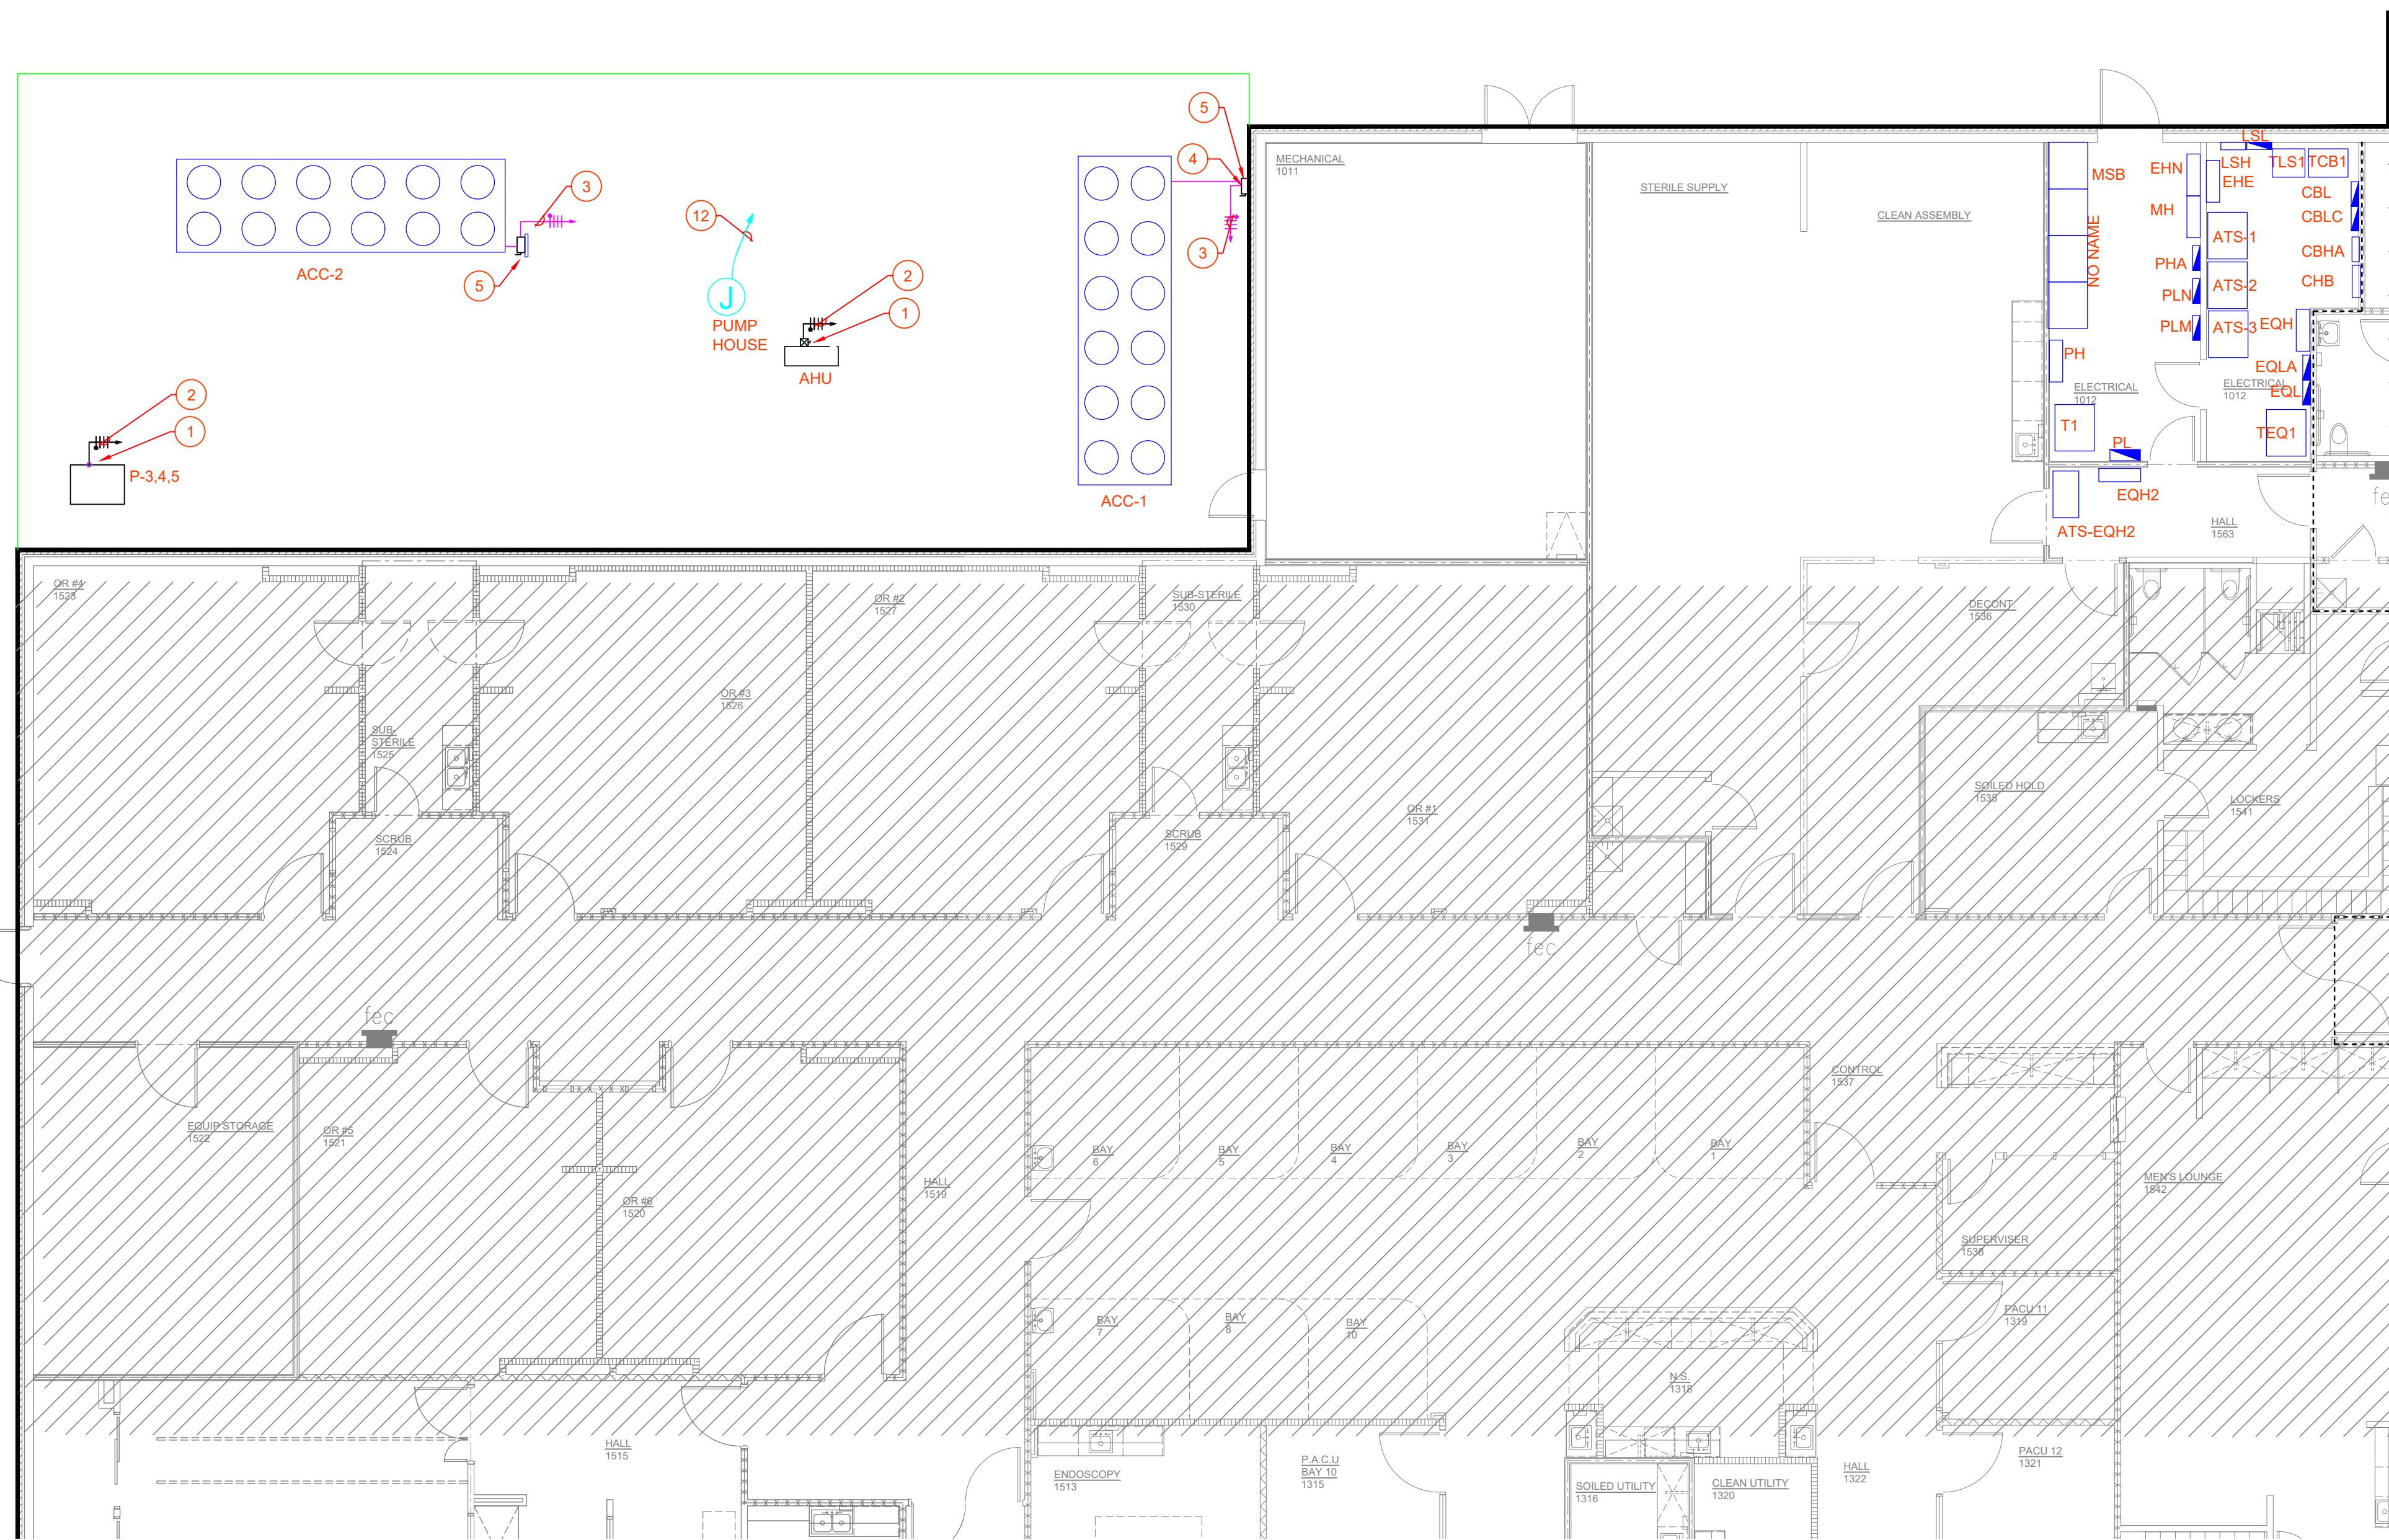 5
4
3
3
5
ACC-2
12
J
PUMP
HOUSE
2
1
AHU
2
1
P-3,4,5
ACC-1
MECHANICAL
1011
STERILE SUPPLY
CLEAN ASSEMBLY
MSB
NO NAME
PH
T1
ELECTRICAL
1012
PL
EHN
MH
PHA
PLN
PLM
LSL
LSH
EHE
TLS1
TCB1
ATS-1
ATS-2
ATS-3
CBL
CBLC
CBHA
CHB
EQH
EQLA
EQL
ELECTRICAL
1012
TEQ1
EQH2
ATS-EQH2
HALL
1563
fe
OR #4
1523
SUB-
STERILE
1525
SCRUB
1524
OR #3
1526
OR #2
1527
SUB-STERILE
1530
SCRUB
1529
OR #1
1531
fec
DECONT.
1536
SOILED HOLD
1535
LOCKERS
1541
fec
EQUIP STORAGE
1522
OR #5
1521
OR #6
1520
HALL
1519
BAY
6
BAY
5
BAY
4
BAY
3
BAY
2
BAY
1
CONTROL
1537
MEN'S LOUNGE
1542
SUPERVISER
1538
BAY
7
BAY
8
BAY
10
N.S.
1318
PACU 11
1319
HALL
1515
ENDOSCOPY
1513
P.A.C.U
BAY 10
1315
SOILED UTILITY
1316
CLEAN UTILITY
1320
HALL
1322
PACU 12
1321